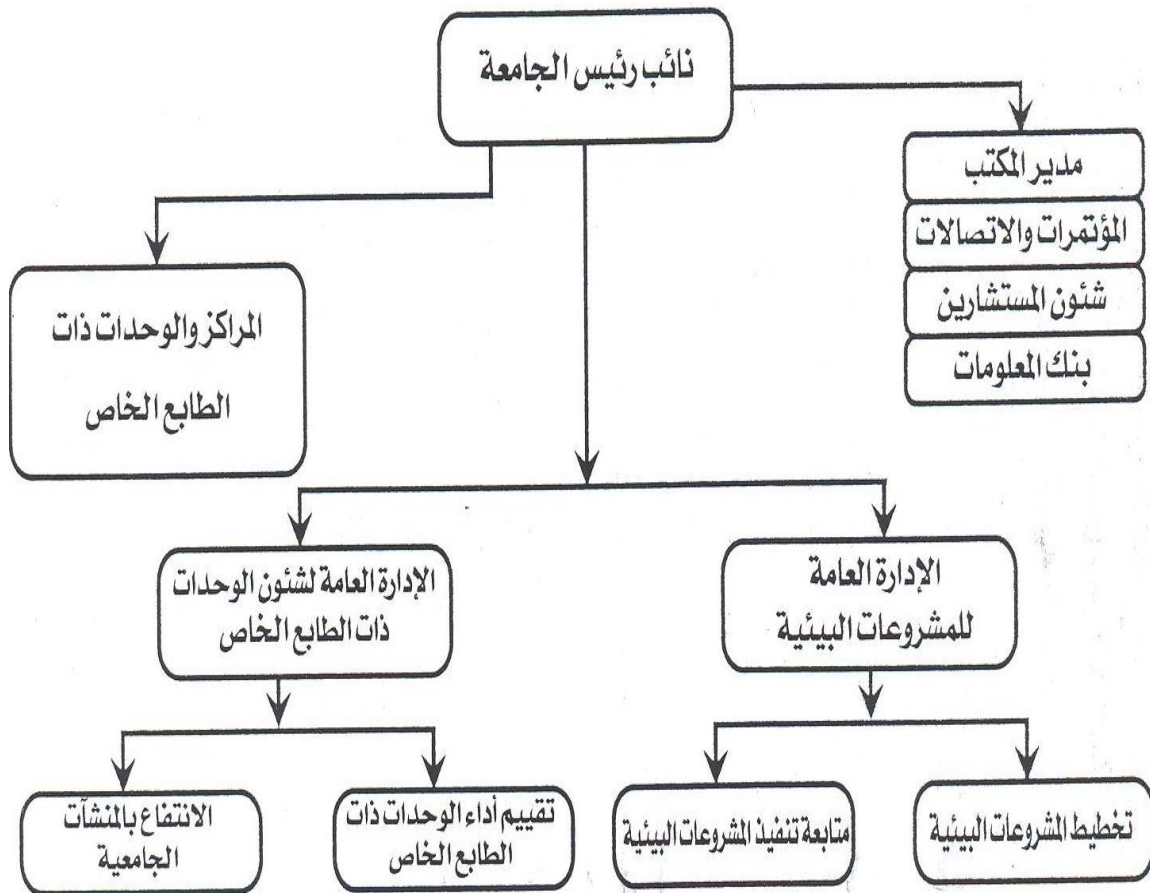 نائب رئيس الجامعة
مدير المكتب
المؤتمرات والاتصالات
شئون المستشارين
بنك المعلومات
المراكز والوحدات ذات
الطابع الخاص
الإدارة العامة
للمشروعات البيئية
الإدارة العامة لشئون الوحدات
ذات الطابع الخاص
تخطيط المشروعات البيئية
متابعة تنفيذ المشروعات البيئية
تقييم أداء الوحدات ذات
الطابع الخاص
الانتفاع بالمنشآت
الجامعية